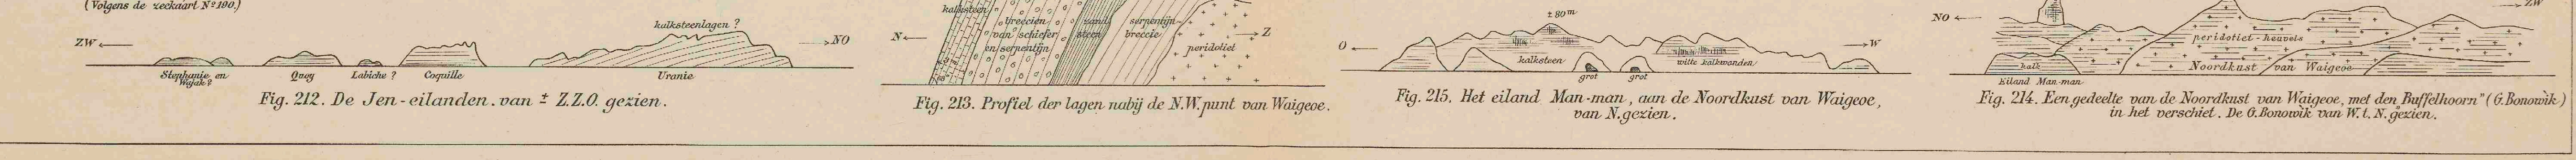 (Volgens de zeekaart Nº 190.)
ZW
NO
kalksteenlagen ?
Stephanie en
Wajak ?
Quoy
Labiche ?
Coquille
Uranie
Fig. 212. De Jen-eilanden. van ± Z.Z.O. gezien.
N
Z
kalksteen
breccien
van schiefer
en serpentijn
zand
steen
serpentijn
breccie
peridotiet
Fig. 213. Profiel der lagen nabij de N.W. punt van Waigeoe.
± 80m
O
W
kalksteen
grot
grot
witte kalkwanden
Fig. 215. Het eiland Man-man, aan de Noordkust van Waigeoe,
van N. gezien.
NO
ZW
peridotiet-heuvels
kalk
Noordkust van Waigeoe
Eiland Man-man
Fig. 214. Een gedeelte van de Noordkust van Waigeoe, met den „Buffelhoorn" (G. Bonowik)
in het verschiet. De G. Bonowik van W. t. N. gezien.